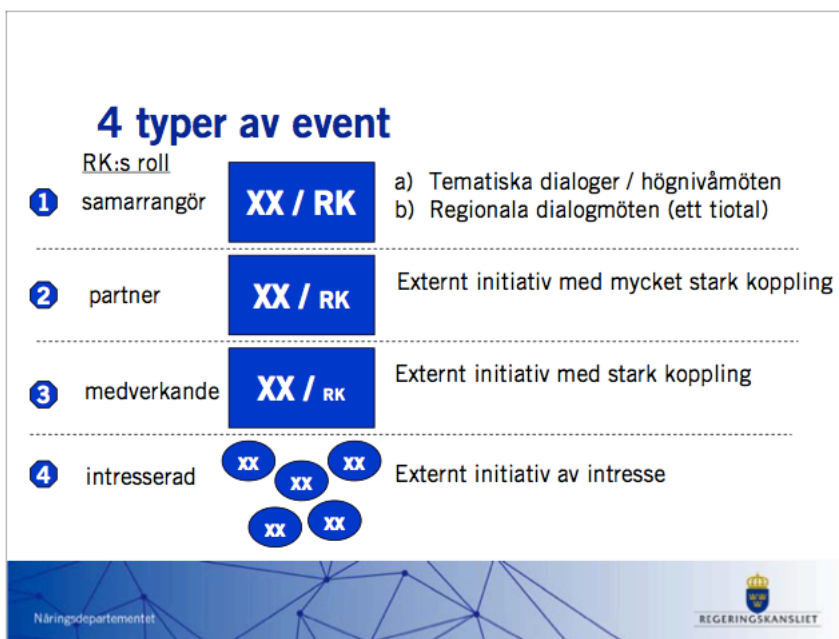 4 typer av event
RK:s roll
1 samarrangör XX / RK a) Tematiska dialoger / högnivåmöten
b) Regionala dialogmöten (ett tiotal)
2 partner XX / RK Externt initiativ med mycket stark koppling
3 medverkande XX / RK Externt initiativ med stark koppling
4 intresserad XX XX XX XX XX Externt initiativ av intresse
Näringsdepartementet
REGERINGSKANSLIET